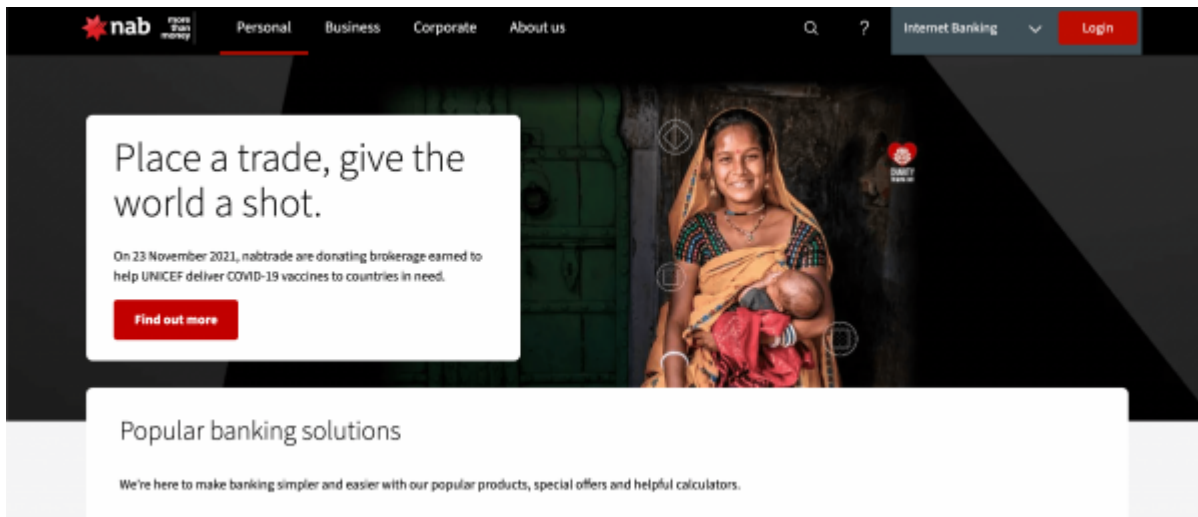 nab more than money
Personal Business Corporate About us ? Internet Banking Login
Place a trade, give the
world a shot.
On 23 November 2021, nabtrade are donating brokerage earned to
help UNICEF deliver COVID-19 vaccines to countries in need.
Find out more
CHARITY
Popular banking solutions
We're here to make banking simpler and easier with our popular products, special offers and helpful calculators.